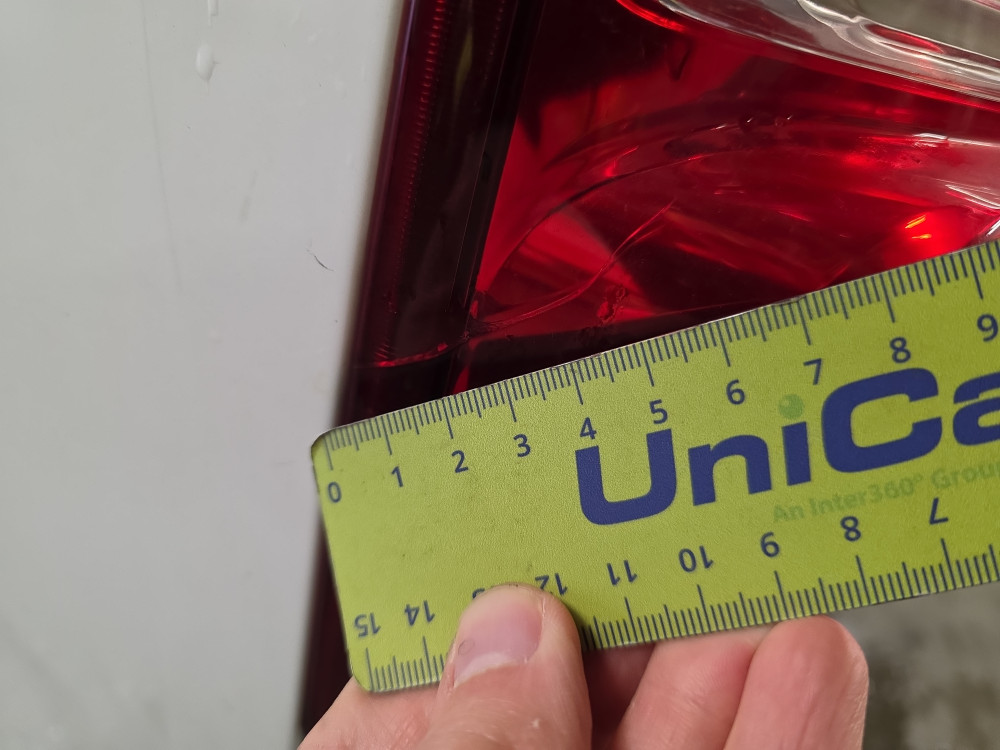 0 1 2 3 4 5 6 7 8 9
UniCa
An Inter360° Group
15 14 12 11 10 9 8 7